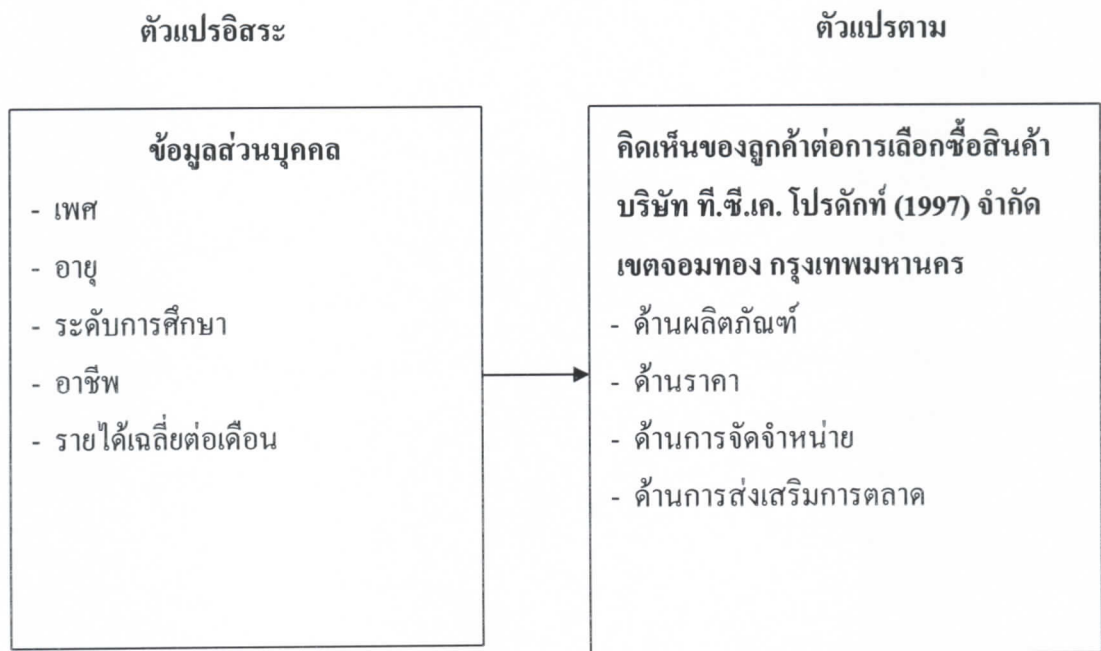 ตัวแปรอิสระ
ตัวแปรตาม
ข้อมูลส่วนบุคคล
- เพศ
- อายุ
- ระดับการศึกษา
- อาชีพ
- รายได้เฉลี่ยต่อเดือน
คิดเห็นของลูกค้าต่อการเลือกซื้อสินค้า
บริษัท ที.ซี.เค. โปรดักท์ (1997) จำกัด
เขตจอมทอง กรุงเทพมหานคร
- ด้านผลิตภัณฑ์
- ด้านราคา
- ด้านการจัดจำหน่าย
- ด้านการส่งเสริมการตลาด